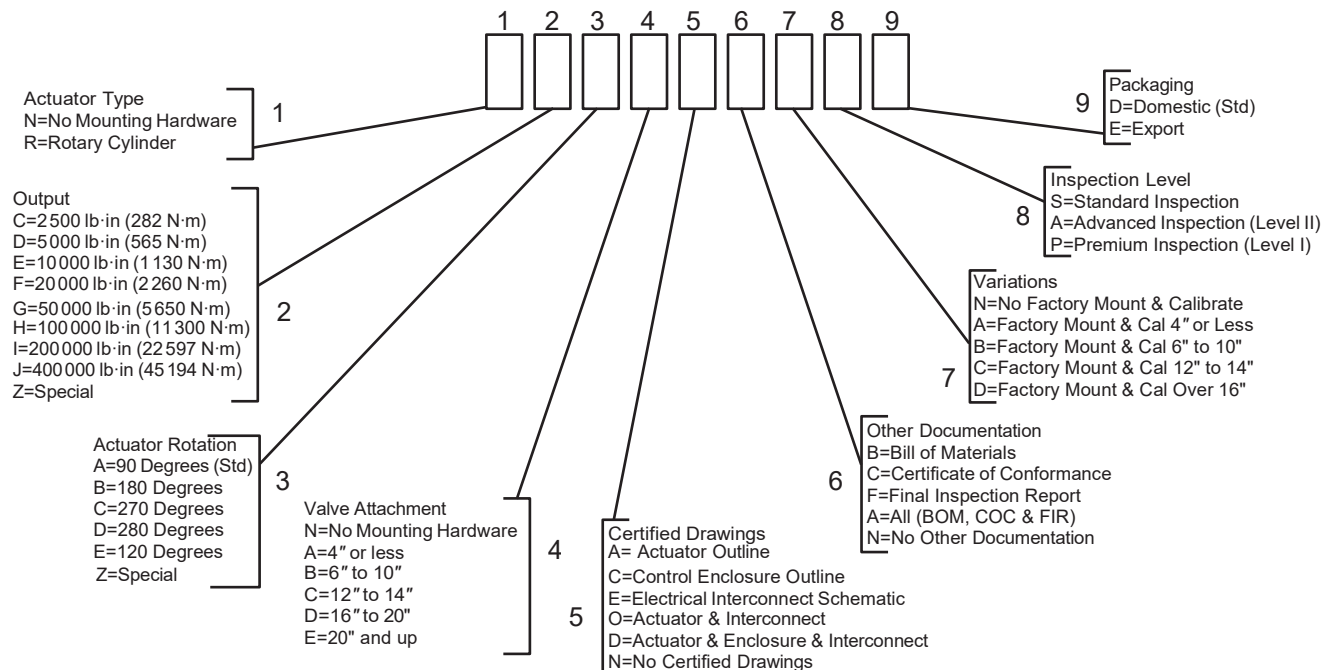 1 2 3 4 5 6 7 8 9
Actuator Type
N=No Mounting Hardware
R=Rotary Cylinder
1
Output
C=2 500 lb·in (282 N·m)
D=5 000 lb·in (565 N·m)
E=10 000 lb·in (1 130 N·m)
F=20 000 lb·in (2 260 N·m)
G=50 000 lb·in (5 650 N·m)
H=100 000 lb·in (11 300 N·m)
I=200 000 lb·in (22 597 N·m)
J=400 000 lb·in (45 194 N·m)
Z=Special
2
Actuator Rotation
A=90 Degrees (Std)
B=180 Degrees
C=270 Degrees
D=280 Degrees
E=120 Degrees
Z=Special
3
Valve Attachment
N=No Mounting Hardware
A=4″ or less
B=6″ to 10″
C=12″ to 14″
D=16″ to 20"
E=20" and up
4
Certified Drawings
A= Actuator Outline
C=Control Enclosure Outline
E=Electrical Interconnect Schematic
O=Actuator & Interconnect
D=Actuator & Enclosure & Interconnect
N=No Certified Drawings
5
Other Documentation
B=Bill of Materials
C=Certificate of Conformance
F=Final Inspection Report
A=All (BOM, COC & FIR)
N=No Other Documentation
6
Variations
N=No Factory Mount & Calibrate
A=Factory Mount & Cal 4″ or Less
B=Factory Mount & Cal 6" to 10"
C=Factory Mount & Cal 12" to 14"
D=Factory Mount & Cal Over 16"
7
Inspection Level
S=Standard Inspection
A=Advanced Inspection (Level II)
P=Premium Inspection (Level I)
8
Packaging
D=Domestic (Std)
E=Export
9